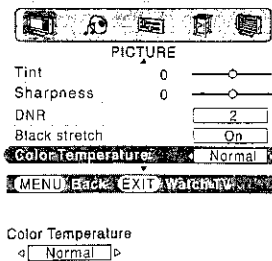 PICTURE
Tint 0
Sharpness 0
DNR 2
Black stretch On
Color Temperature Normal
MENU Back EXIT Watch TV
Color Temperature
Normal